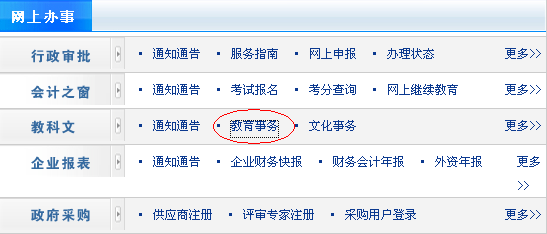 网上办事
行政审批 通知通告 服务指南 网上申报 办理状态 更多>>
会计之窗 通知通告 考试报名 考分查询 网上继续教育 更多>>
教科文 通知通告 教育事务 文化事务 更多>>
企业报表 通知通告 企业财务快报 财务会计年报 外资年报 更多
>>
政府采购 供应商注册 评审专家注册 采购用户登录 更多>>